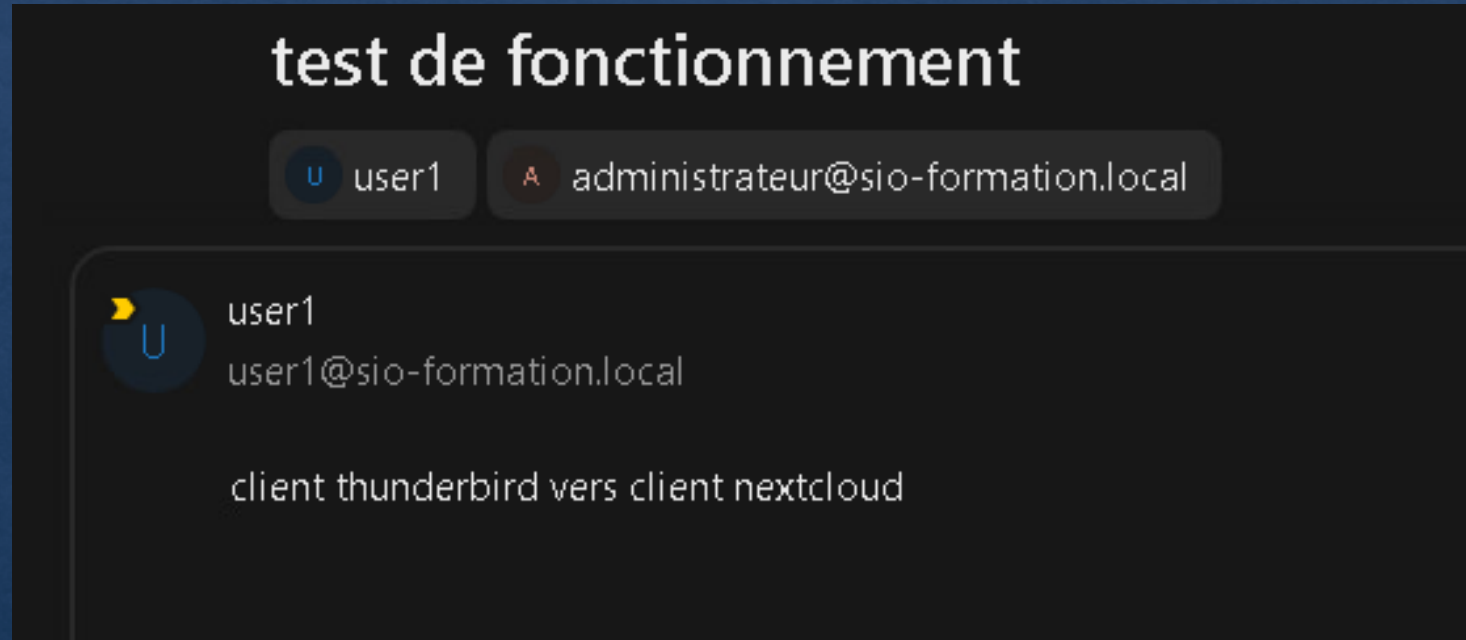 test de fonctionnement
U user1 A administrateur@sio-formation.local
U
user1
user1@sio-formation.local
client thunderbird vers client nextcloud